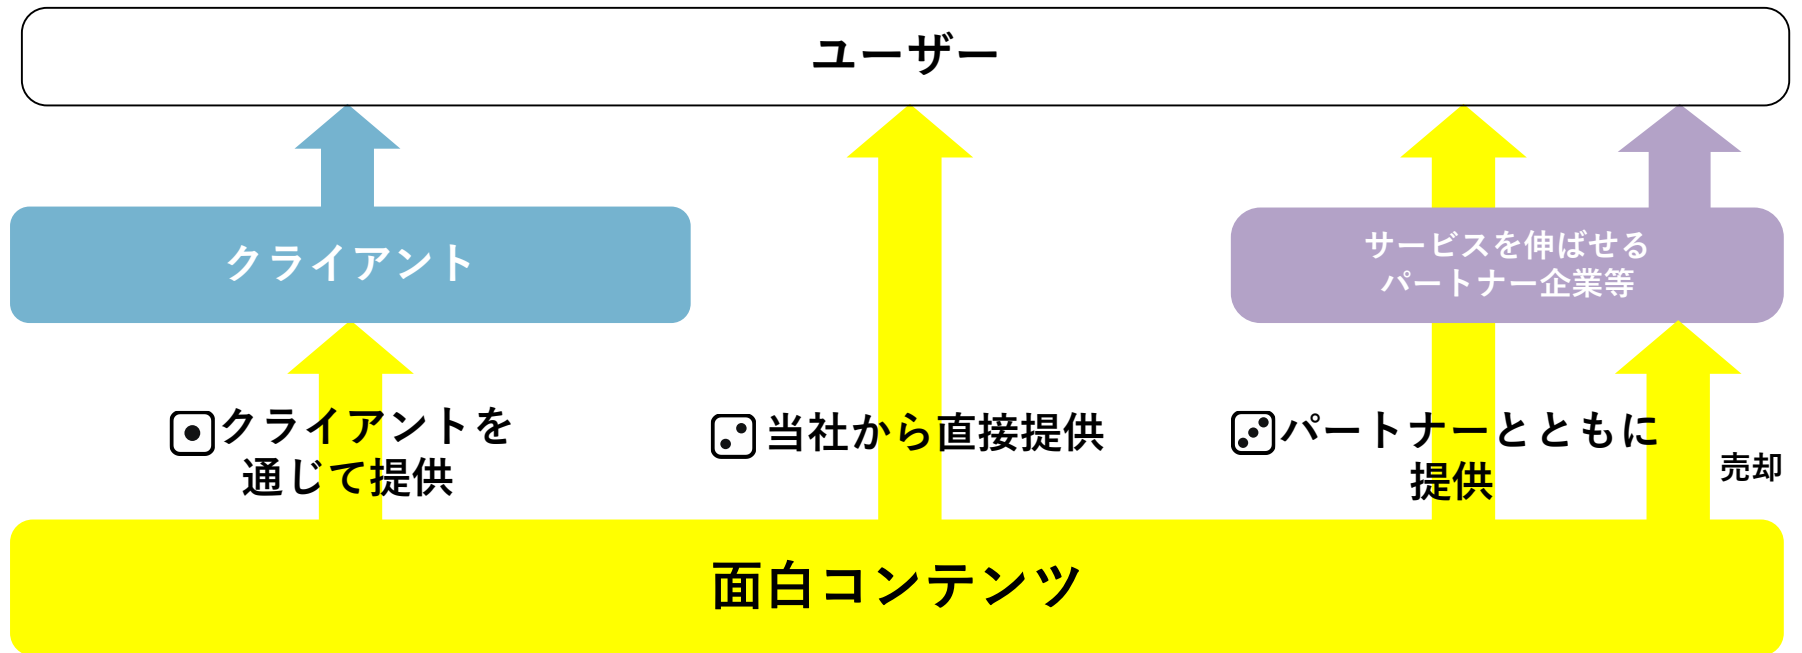 ユーザー
クライアント
サービスを伸ばせる
パートナー企業等
クライアントを
通じて提供
当社から直接提供
パートナーとともに
提供
売却
面白コンテンツ